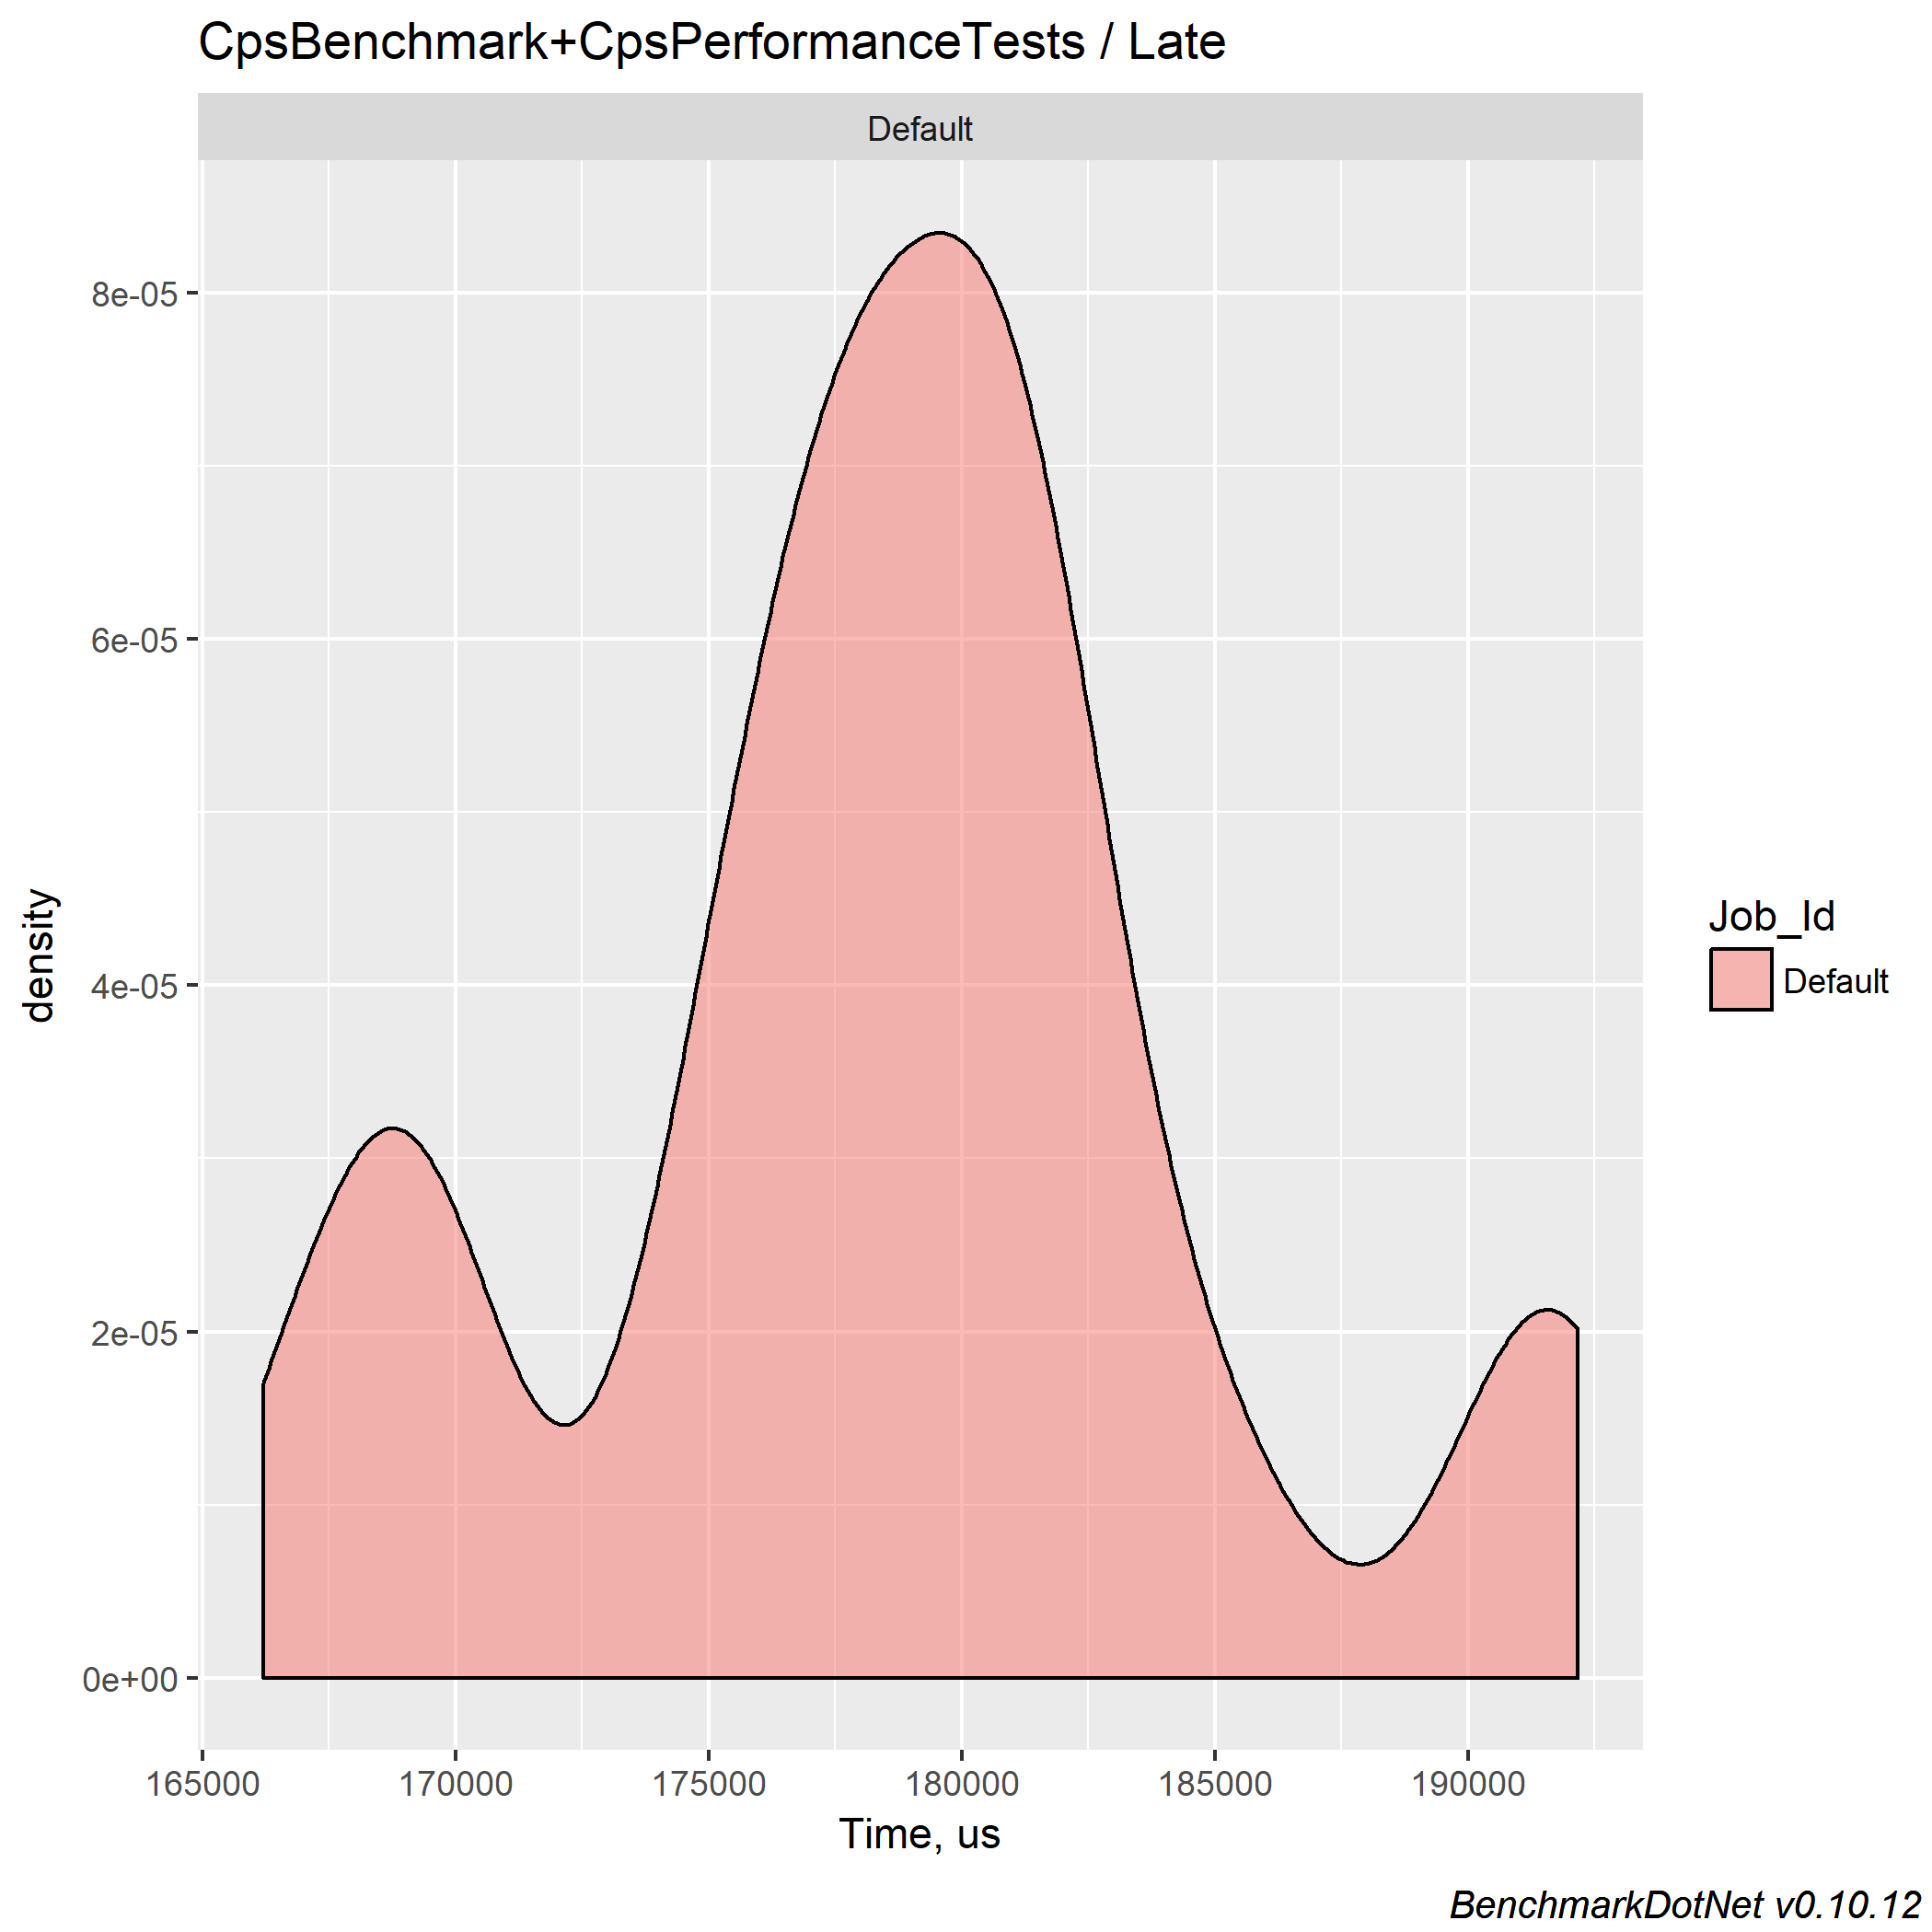 CpsBenchmark+CpsPerformanceTests / Late
Default
8e-05
6e-05
4e-05
2e-05
0e+00
density
165000 170000 175000 180000 185000 190000
Time, us
Job_Id
Default
BenchmarkDotNet v0.10.12